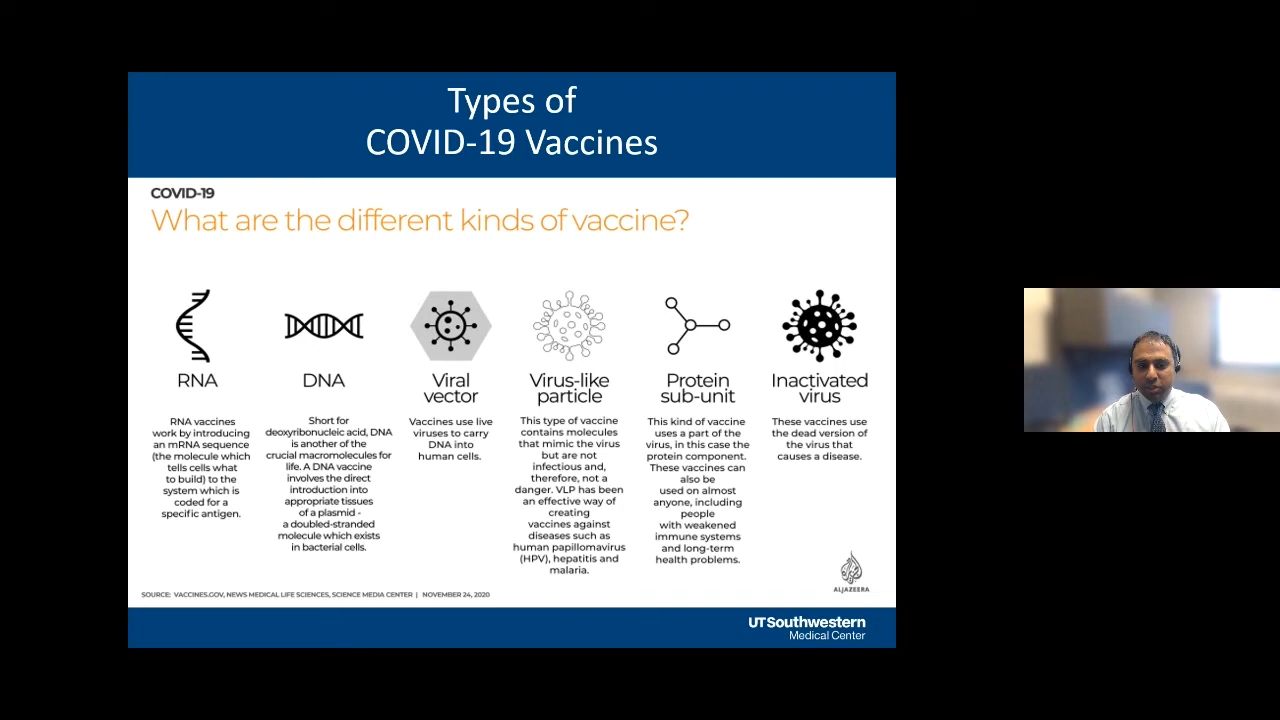 Types of
COVID-19 Vaccines
COVID-19
What are the different kinds of vaccine?
RNA
RNA vaccines
work by introducing
an mRNA sequence
(the molecule which
tells cells what
to build) to the
system which is
coded for a
specific antigen.
DNA
Short for
deoxyribonucleic acid, DNA
is another of the
crucial macromolecules for
life. A DNA vaccine
involves the direct
introduction into
appropriate tissues
of a plasmid -
a doubled-stranded
molecule which exists
in bacterial cells.
Viral
vector
Vaccines use live
viruses to carry
DNA into
human cells.
Virus-like
particle
This type of vaccine
contains molecules
that mimic the virus
but are not
infectious and,
therefore, not a
danger. VLP has been
an effective way of
creating
vaccines against
diseases such as
human papillomavirus
(HPV), hepatitis and
malaria.
Protein
sub-unit
This kind of vaccine
uses a part of the
virus, in this case the
protein component.
These vaccines can
also be
used on almost
anyone, including
people
with weakened
immune systems
and long-term
health problems.
Inactivated
virus
These vaccines use
the dead version of
the virus that
causes a disease.
ALJAZEERA
SOURCE: VACCINES.GOV, NEWS MEDICAL LIFE SCIENCES, SCIENCE MEDIA CENTER | NOVEMBER 24, 2020
UTSouthwestern
Medical Center